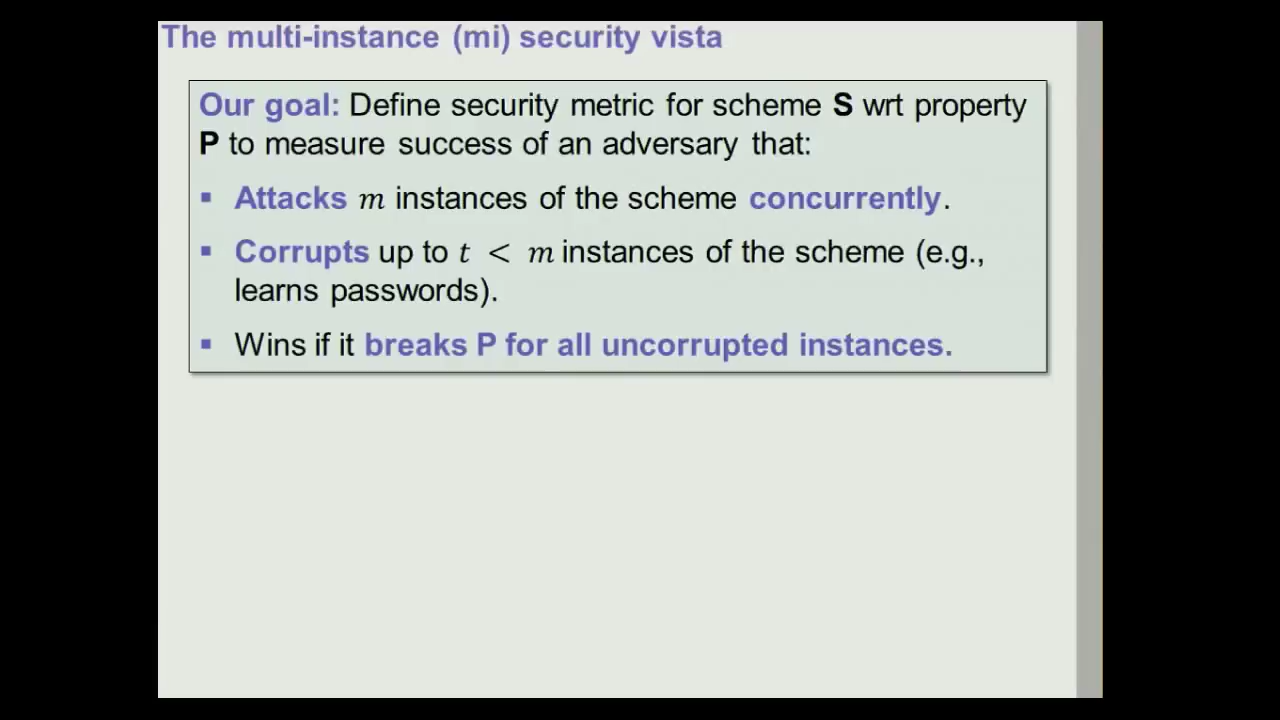 The multi-instance (mi) security vista
Our goal: Define security metric for scheme S wrt property
P to measure success of an adversary that:
▪ Attacks m instances of the scheme concurrently.
▪ Corrupts up to t < m instances of the scheme (e.g.,
learns passwords).
▪ Wins if it breaks P for all uncorrupted instances.